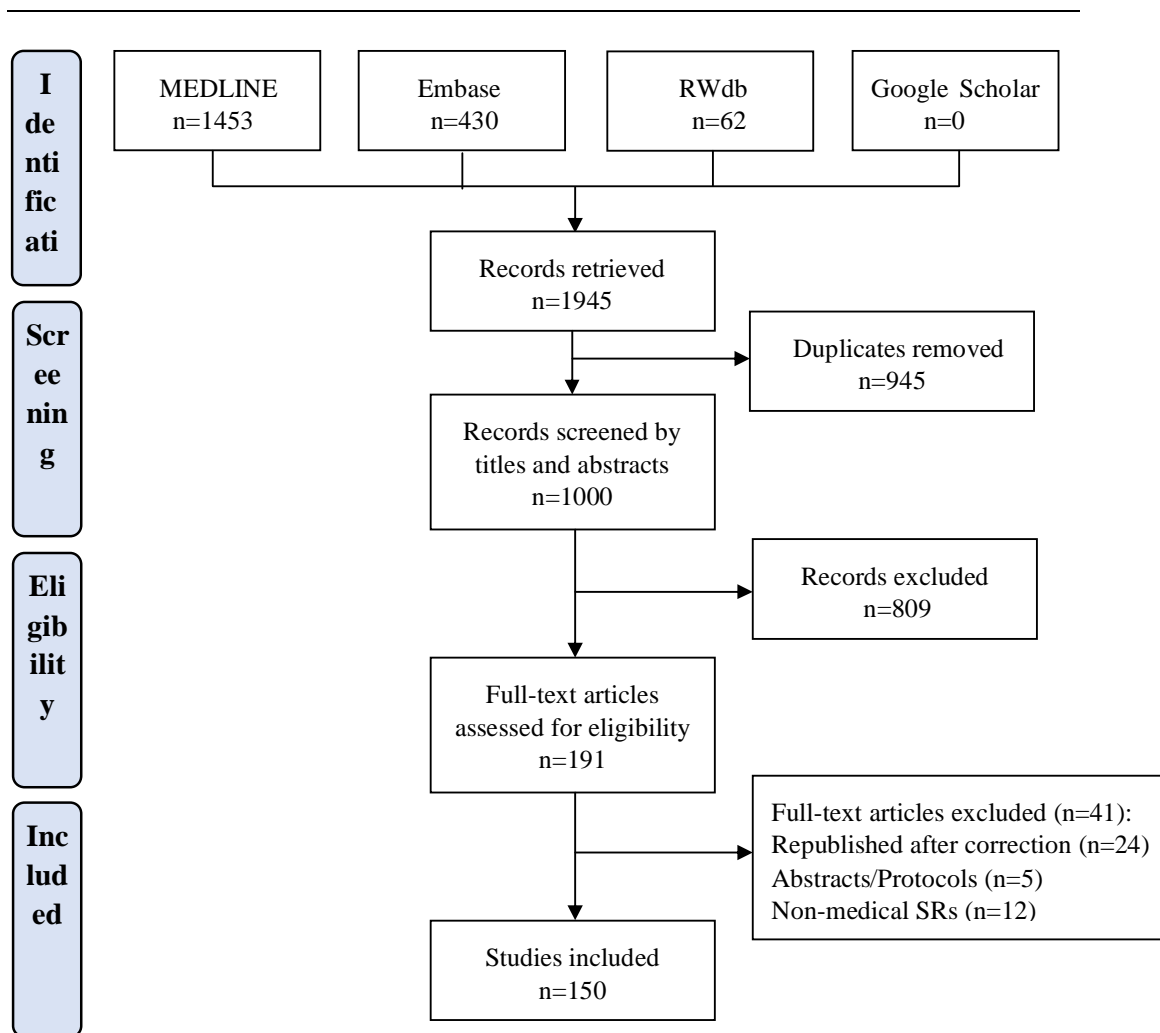 I
de
nti
fic
ati
MEDLINE
n=1453
Embase
n=430
RWdb
n=62
Google Scholar
n=0
Records retrieved
n=1945
Scr
ee
nin
g
Duplicates removed
n=945
Records screened by
titles and abstracts
n=1000
Eli
gib
ilit
y
Records excluded
n=809
Full-text articles
assessed for eligibility
n=191
Inc
lud
ed
Full-text articles excluded (n=41):
Republished after correction (n=24)
Abstracts/Protocols (n=5)
Non-medical SRs (n=12)
Studies included
n=150